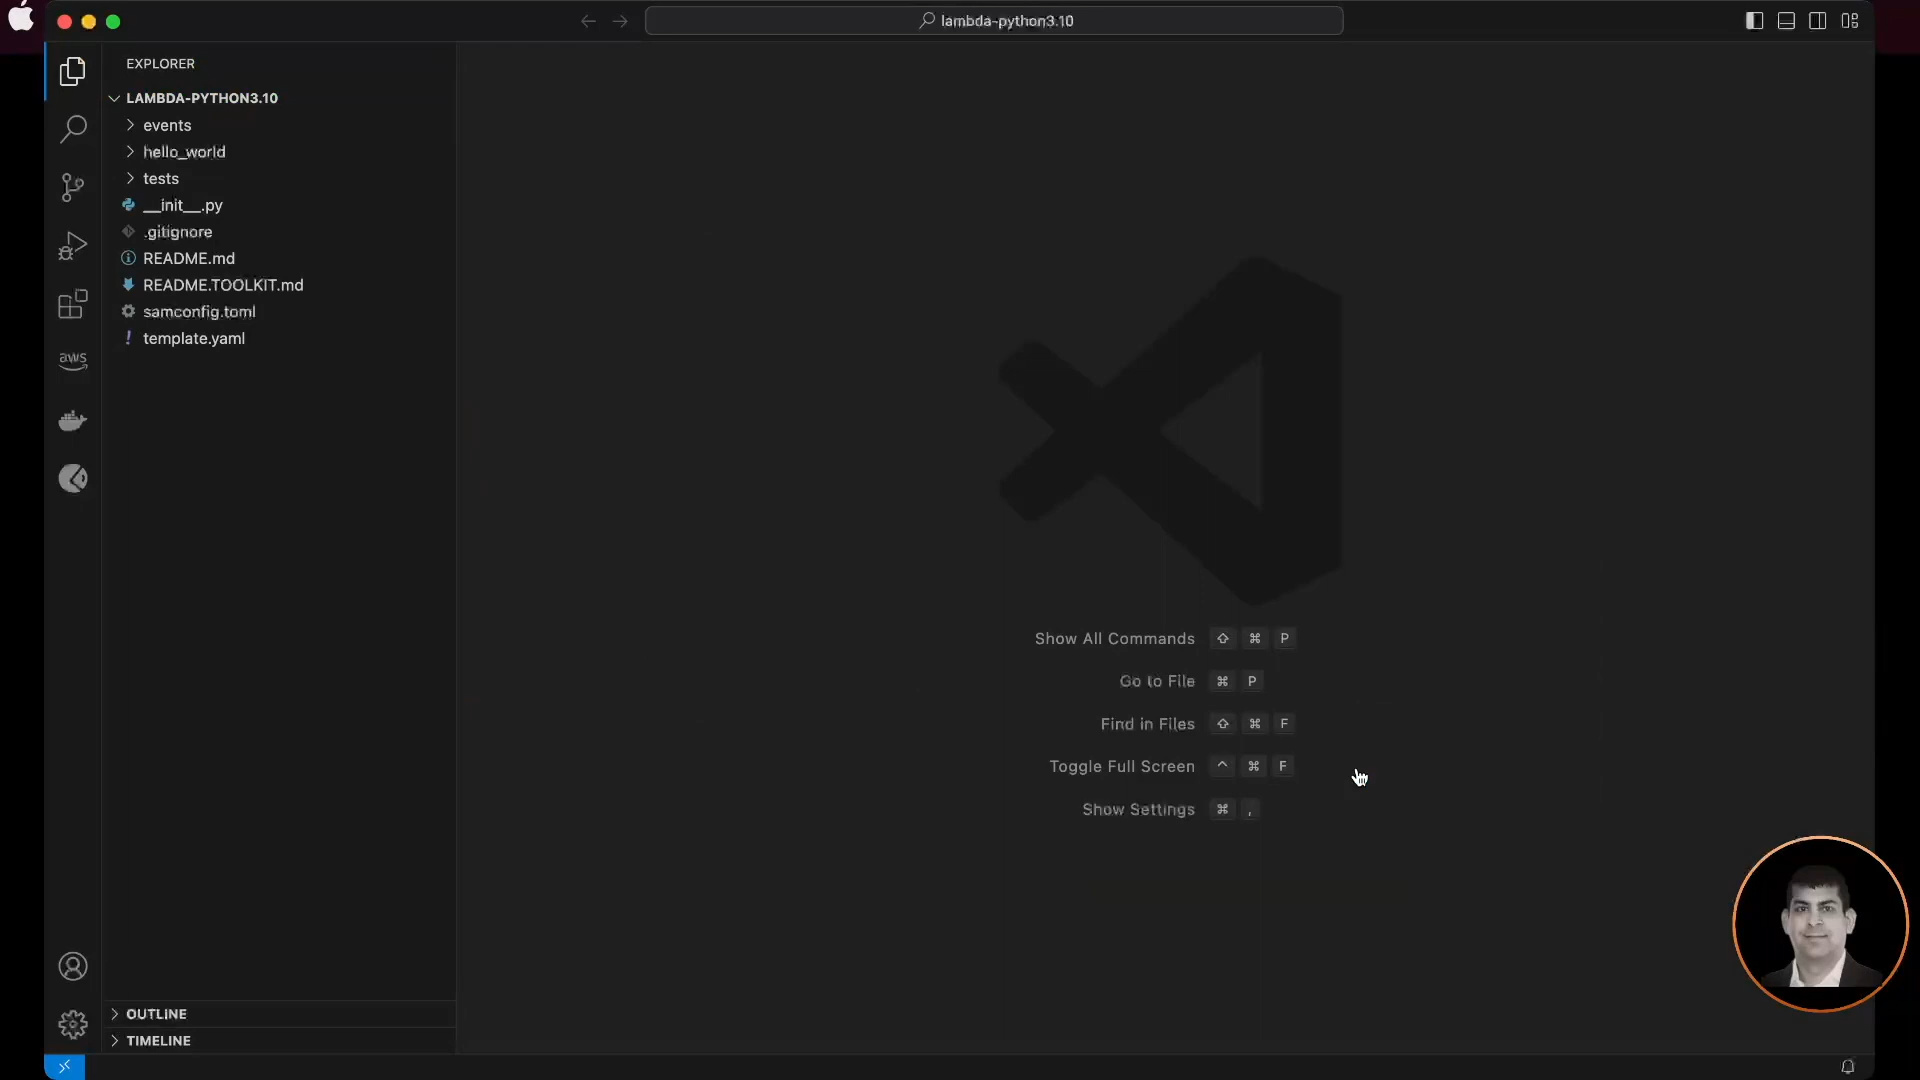 lambda-python3.10
EXPLORER
LAMBDA-PYTHON3.10
events
hello_world
tests
__init__.py
.gitignore
README.md
README.TOOLKIT.md
samconfig.toml
! template.yaml
aws
Show All Commands ⇧ ⌘ P
Go to File ⌘ P
Find in Files ⇧ ⌘ F
Toggle Full Screen ^ ⌘ F
Show Settings ⌘ ,
OUTLINE
TIMELINE